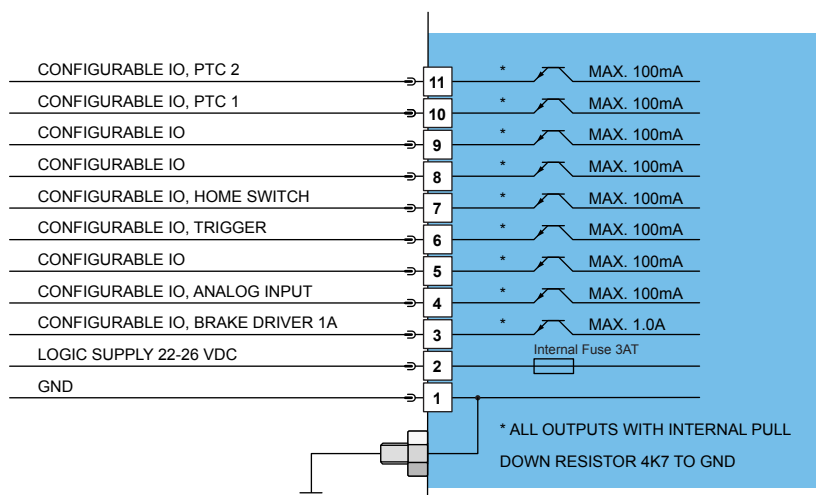 CONFIGURABLE IO, PTC 2 11 * MAX. 100mA
CONFIGURABLE IO, PTC 1 10 * MAX. 100mA
CONFIGURABLE IO 9 * MAX. 100mA
CONFIGURABLE IO 8 * MAX. 100mA
CONFIGURABLE IO, HOME SWITCH 7 * MAX. 100mA
CONFIGURABLE IO, TRIGGER 6 * MAX. 100mA
CONFIGURABLE IO 5 * MAX. 100mA
CONFIGURABLE IO, ANALOG INPUT 4 * MAX. 100mA
CONFIGURABLE IO, BRAKE DRIVER 1A 3 * MAX. 1.0A
LOGIC SUPPLY 22-26 VDC 2 Internal Fuse 3AT
GND 1
* ALL OUTPUTS WITH INTERNAL PULL
DOWN RESISTOR 4K7 TO GND